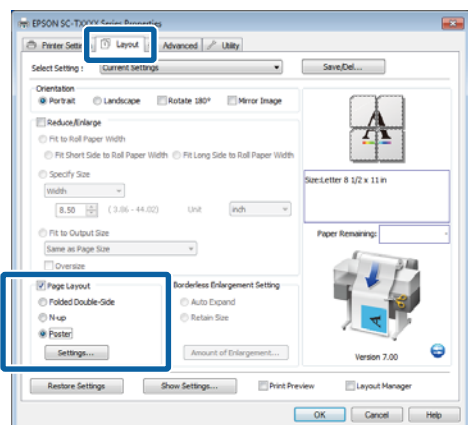 EPSON SC-TXXXX Series Properties
Printer Settings Layout Advanced Utility
Select Setting : Current Settings Save/Del...
Orientation
Portrait Landscape Rotate 180° Mirror Image
Reduce/Enlarge
Fit to Roll Paper Width
Fit Short Side to Roll Paper Width Fit Long Side to Roll Paper Width
Specify Size
Width
8.50 ( 3.86 - 44.02) Unit inch
Fit to Output Size
Same as Page Size
Oversize
Size:Letter 8 1/2 x 11 in
Paper Remaining:
Page Layout Borderless Enlargement Setting
Folded Double-Side Auto Expand
N-up Retain Size
Poster
Settings... Amount of Enlargement...
Version 7.00
Restore Settings Show Settings... Print Preview Layout Manager
OK Cancel Help